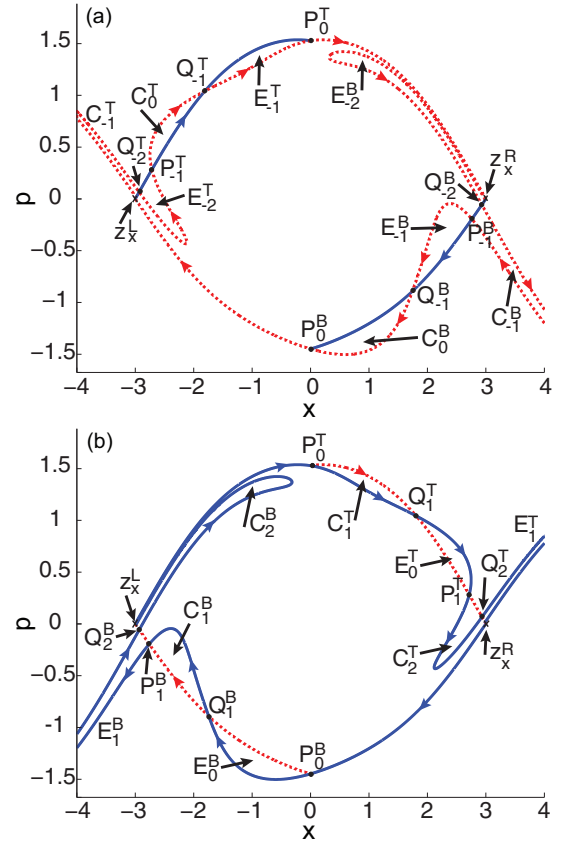 (a)
P_0^T
Q_{-1}^T
C_0^T
E_{-1}^T
E_{-2}^B
C_{-1}^T
Q_{-2}^T
P_{-1}^T
E_{-2}^T
z_x^L
z_x^R
Q_{-2}^B
E_{-1}^B
P_{-1}^B
Q_{-1}^B
C_{-1}^B
P_0^B
C_0^B
1.5
1
0.5
0
-0.5
-1
-1.5
p
−4 −3 −2 −1 0 1 2 3 4
x
(b)
P_0^T
C_2^B
C_1^T
Q_1^T
E_1^T
E_0^T
Q_2^T
P_1^T
z_x^L
C_1^B
Q_2^B
P_1^B
C_2^T
z_x^R
Q_1^B
E_1^B
E_0^B
P_0^B
1.5
1
0.5
0
-0.5
-1
-1.5
p
−4 −3 −2 −1 0 1 2 3 4
x